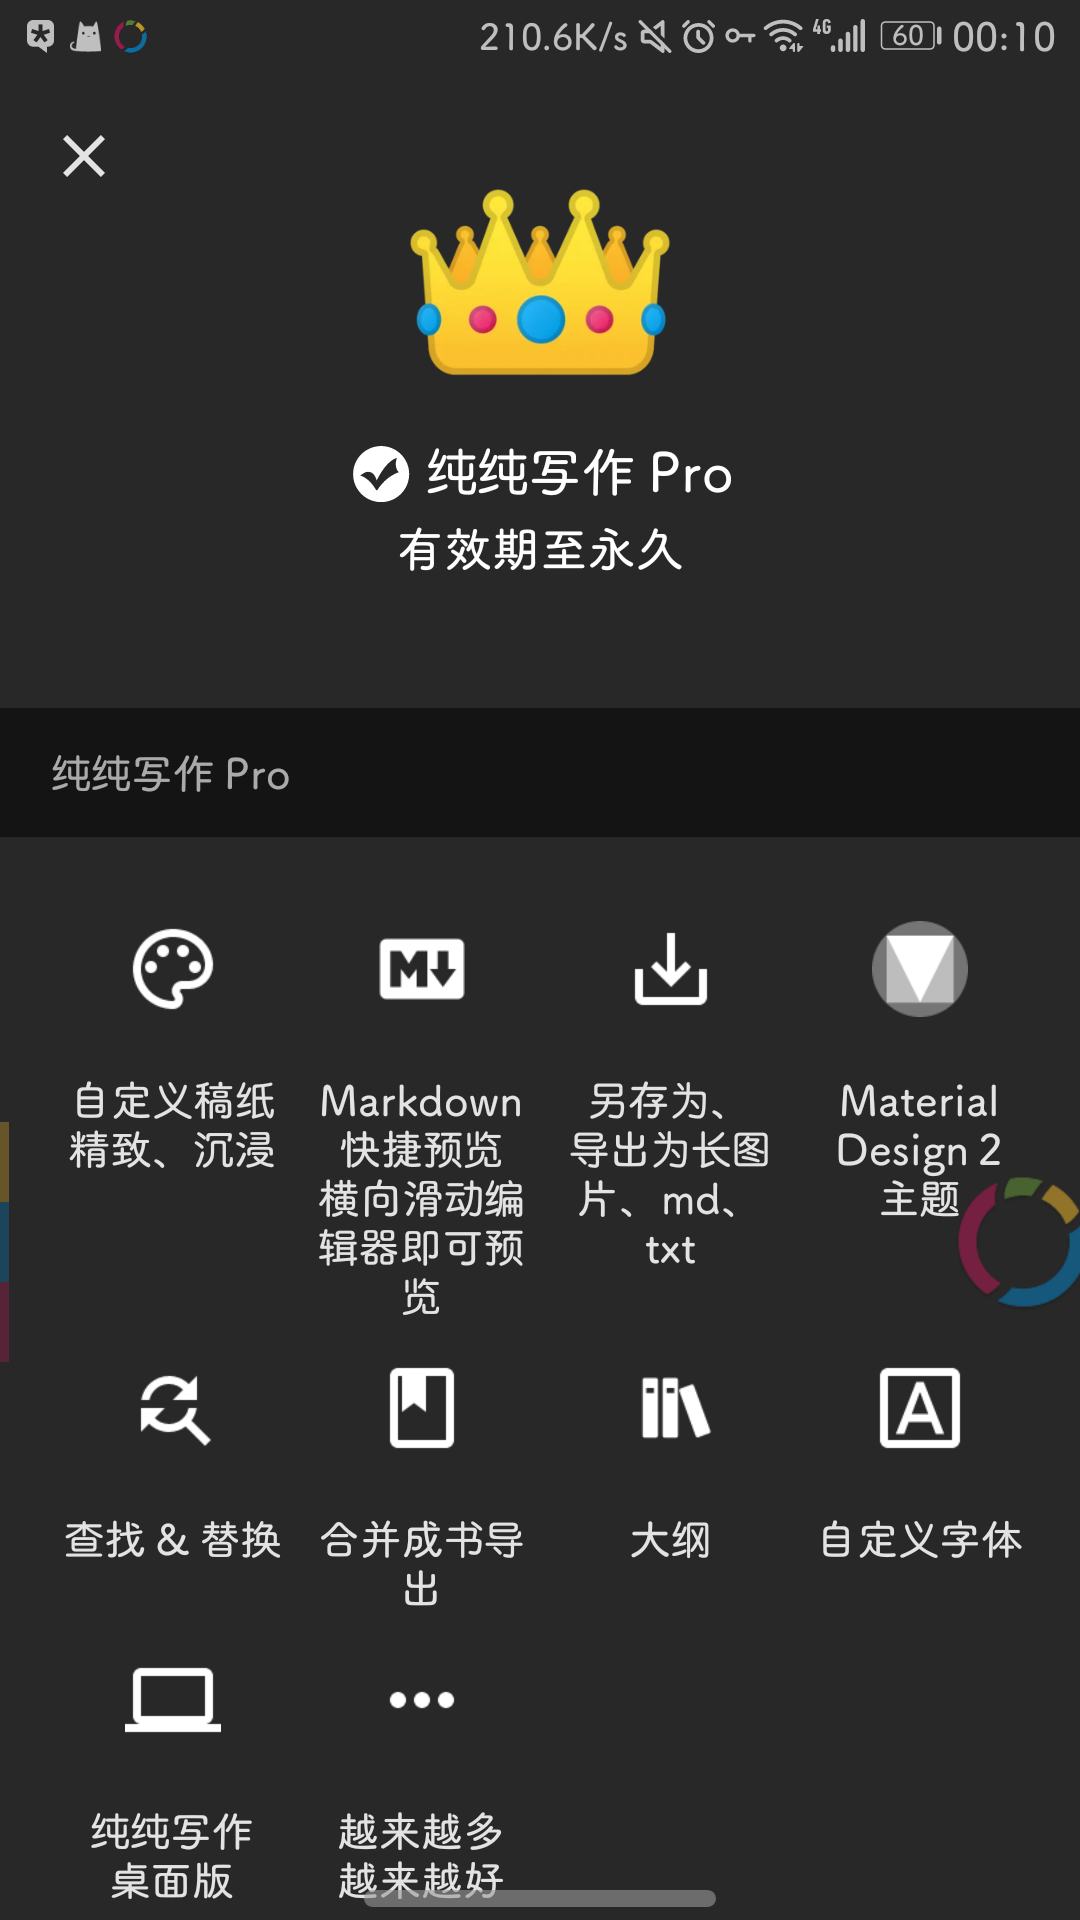 210.6K/s 4G 60 00:10
纯纯写作 Pro
有效期至永久
纯纯写作 Pro
M
自定义稿纸
精致、沉浸
Markdown
快捷预览
横向滑动编
辑器即可预
览
另存为、
导出为长图
片、md、
txt
Material
Design 2
主题
A
查找 & 替换
合并成书导
出
大纲
自定义字体
纯纯写作
桌面版
越来越多
越来越好